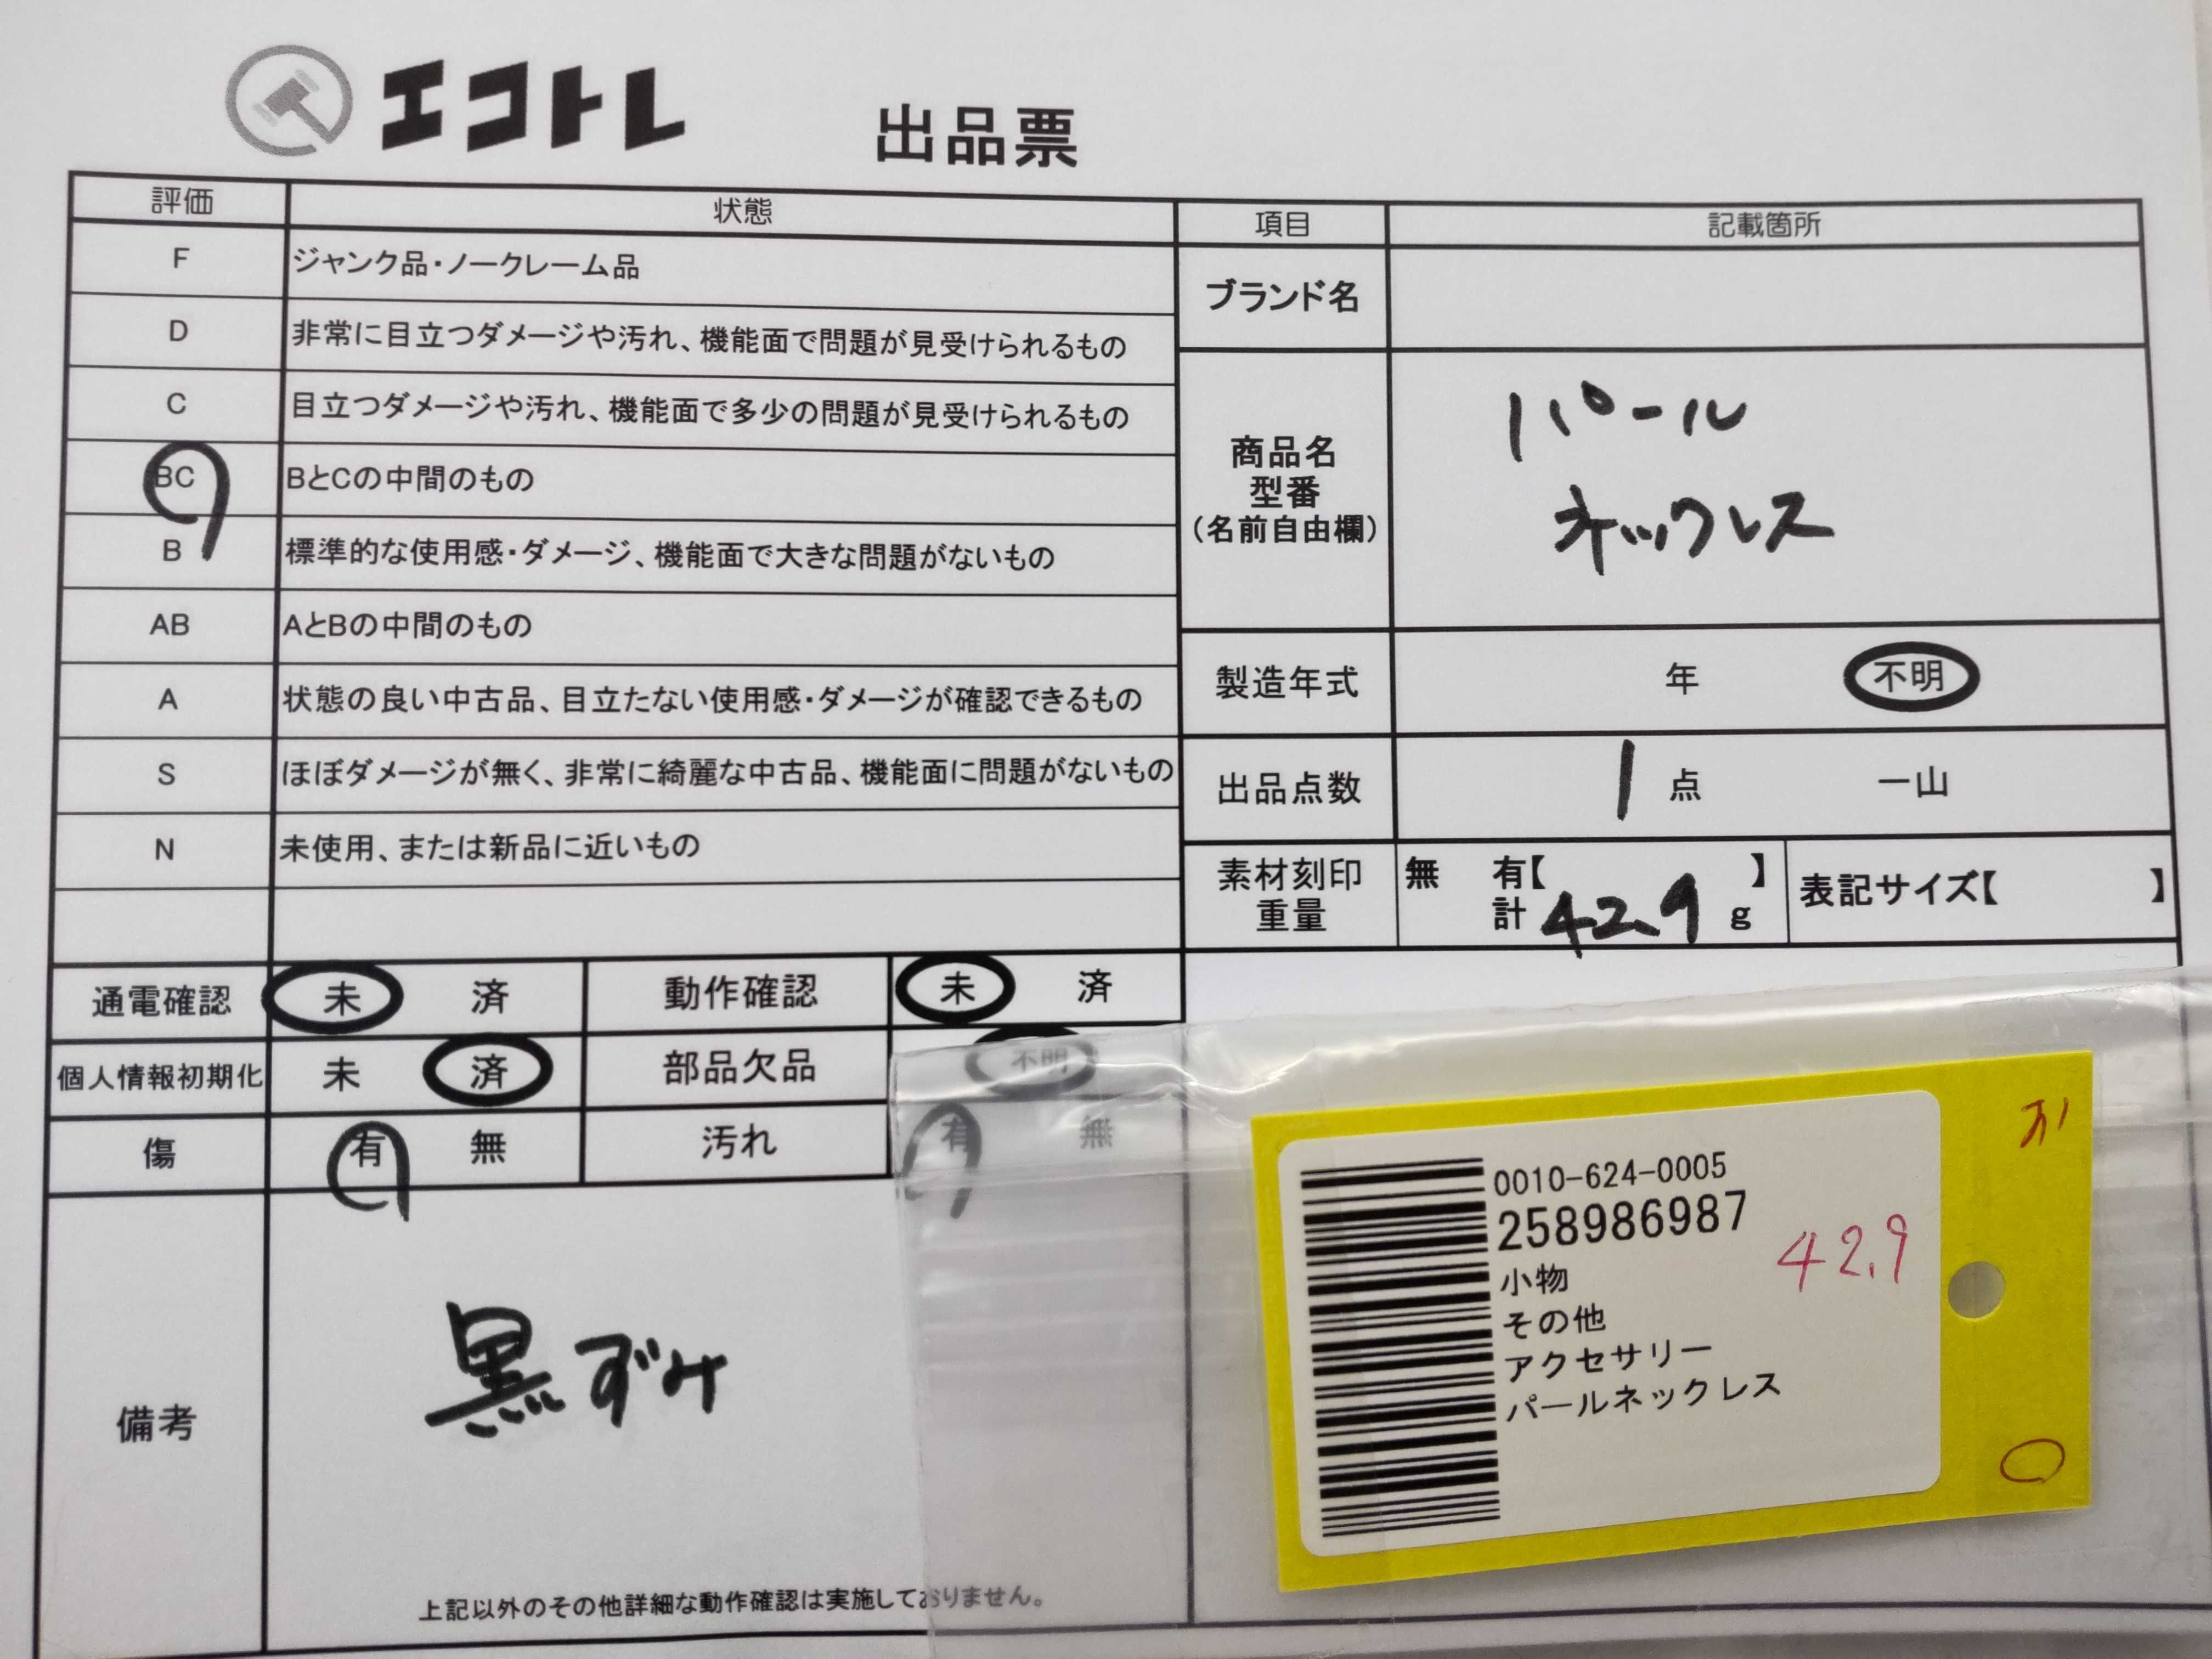 エコトレ
出品票
評価 状態
F ジャンク品・ノークレーム品
D 非常に目立つダメージや汚れ、機能面で問題が見受けられるもの
C 目立つダメージや汚れ、機能面で多少の問題が見受けられるもの
BC BとCの中間のもの
B 標準的な使用感・ダメージ、機能面で大きな問題がないもの
AB AとBの中間のもの
A 状態の良い中古品、目立たない使用感・ダメージが確認できるもの
S ほぼダメージが無く、非常に綺麗な中古品、機能面に問題がないもの
N 未使用、または新品に近いもの
項目 記載箇所
ブランド名
商品名
型番
(名前自由欄)
パール
ネックレス
製造年式 年 不明
出品点数 1 点 一山
素材刻印
重量
無 有【 】
計 42.9 g
表記サイズ【 】
通電確認 未 済 動作確認 未 済
個人情報初期化 未 済 部品欠品 不明
傷 有 無 汚れ 有 無
備考
黒ずみ
上記以外のその他詳細な動作確認は実施しておりません。
0010-624-0005
258986987
42.9
小物
その他
アクセサリー
パールネックレス